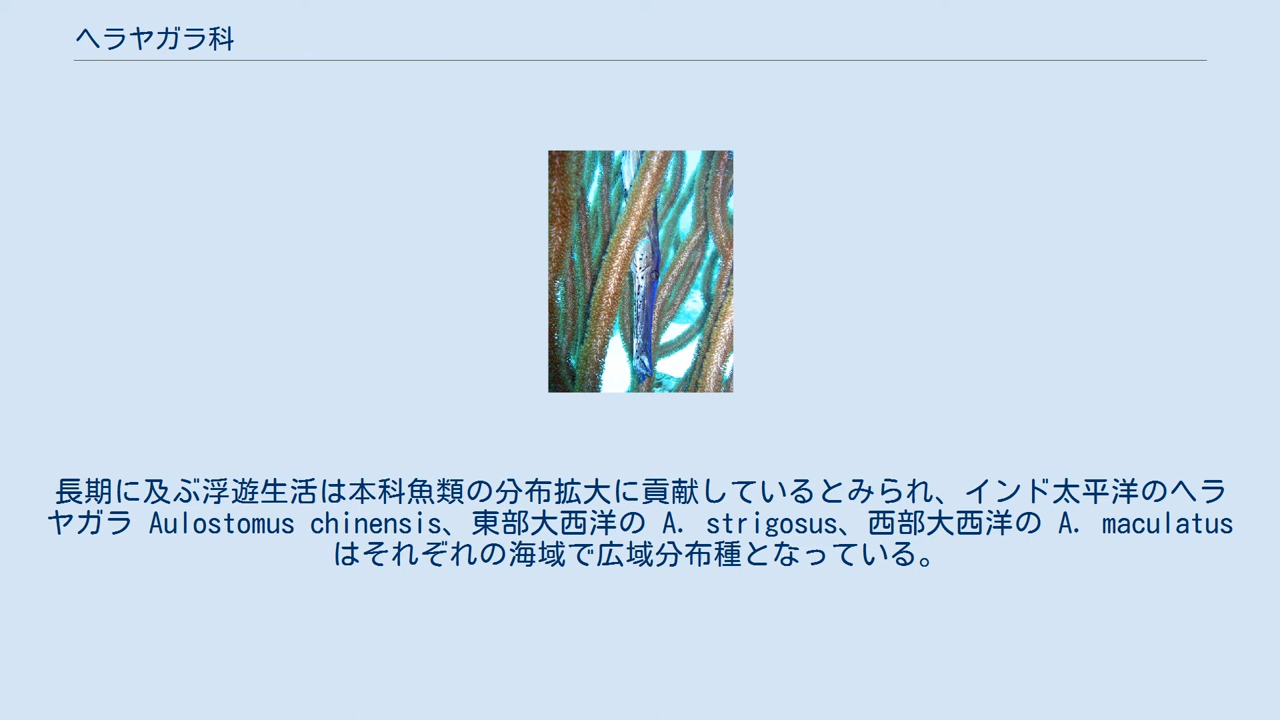 ヘラヤガラ科
長期に及ぶ浮遊生活は本科魚類の分布拡大に貢献しているとみられ、インド太平洋のヘラ
ヤガラ Aulostomus chinensis、東部大西洋の A. strigosus、西部大西洋の A. maculatus
はそれぞれの海域で広域分布種となっている。